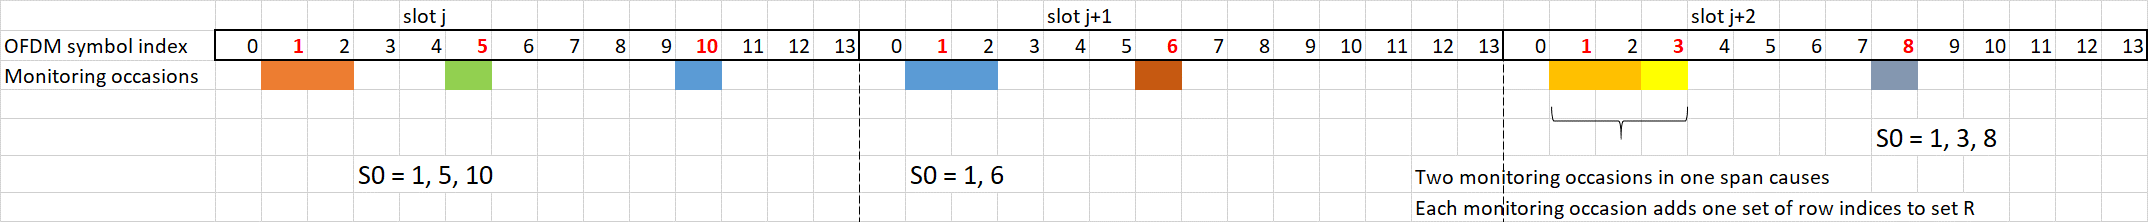 slot j slot j+1 slot j+2
OFDM symbol index 0 1 2 3 4 5 6 7 8 9 10 11 12 13 0 1 2 3 4 5 6 7 8 9 10 11 12 13 0 1 2 3 4 5 6 7 8 9 10 11 12 13
Monitoring occasions
S0 = 1, 3, 8
S0 = 1, 5, 10 S0 = 1, 6 Two monitoring occasions in one span causes
Each monitoring occasion adds one set of row indices to set R